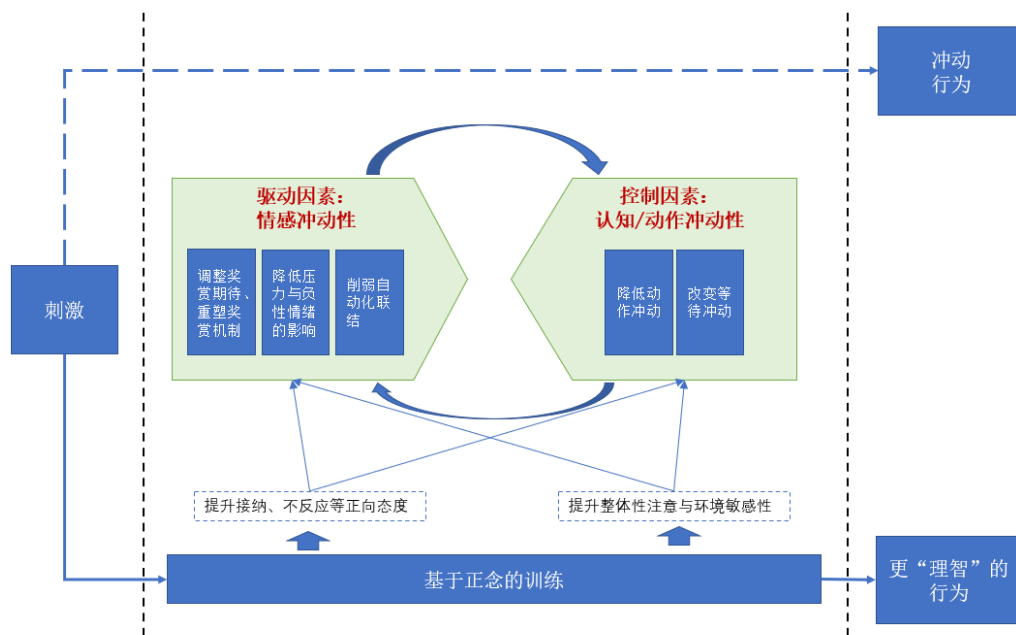 冲动
行为
驱动因素：
情感冲动性
控制因素：
认知/动作冲动性
刺激
调整奖
赏期待、
重塑奖
赏机制
降低压
力与负
性情绪
的影响
削弱自
动化联
结
降低动
作冲动
改变等
待冲动
提升接纳、不反应等正向态度
提升整体性注意与环境敏感性
基于正念的训练
更“理智”的
行为